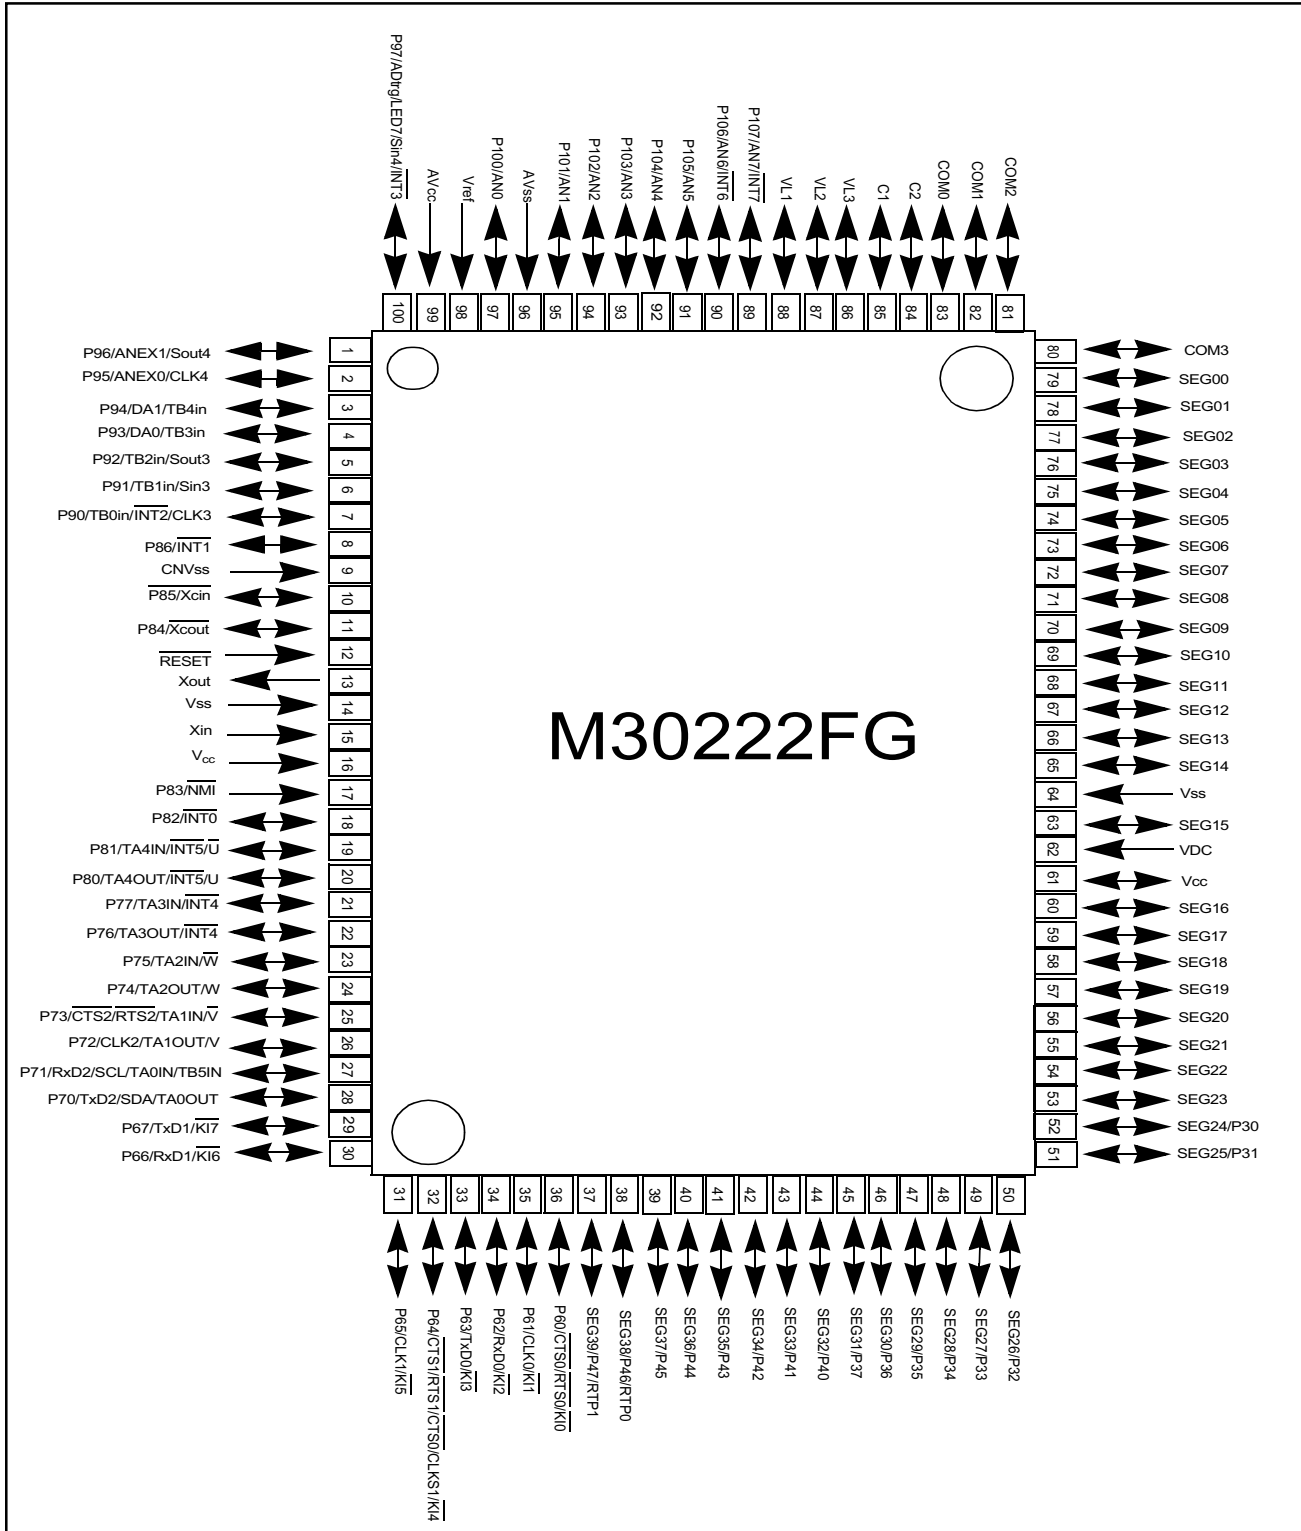 P97/ADtrg/LED7/Sin4/INT3
AVcc
Vref
P100/AN0
AVss
P101/AN1
P102/AN2
P103/AN3
P104/AN4
P105/AN5
P106/AN6/INT6
P107/AN7/INT7
VL1
VL2
VL3
C1
C2
COM0
COM1
COM2
100
99
98
97
96
95
94
93
92
91
90
89
88
87
86
85
84
83
82
81
P96/ANEX1/Sout4 1
P95/ANEX0/CLK4 2
P94/DA1/TB4in 3
P93/DA0/TB3in 4
P92/TB2in/Sout3 5
P91/TB1in/Sin3 6
P90/TB0in/INT2/CLK3 7
P86/INT1 8
CNVss 9
P85/Xcin 10
P84/Xcout 11
RESET 12
Xout 13
Vss 14
Xin 15
Vcc 16
P83/NMI 17
P82/INT0 18
P81/TA4IN/INT5/U 19
P80/TA4OUT/INT5/U 20
P77/TA3IN/INT4 21
P76/TA3OUT/INT4 22
P75/TA2IN/W 23
P74/TA2OUT/W 24
P73/CTS2/RTS2/TA1IN/V 25
P72/CLK2/TA1OUT/V 26
P71/RxD2/SCL/TA0IN/TB5IN 27
P70/TxD2/SDA/TA0OUT 28
P67/TxD1/KI7 29
P66/RxD1/KI6 30
M30222FG
80 COM3
79 SEG00
78 SEG01
77 SEG02
76 SEG03
75 SEG04
74 SEG05
73 SEG06
72 SEG07
71 SEG08
70 SEG09
69 SEG10
68 SEG11
67 SEG12
66 SEG13
65 SEG14
64 Vss
63 SEG15
62 VDC
61 Vcc
60 SEG16
59 SEG17
58 SEG18
57 SEG19
56 SEG20
55 SEG21
54 SEG22
53 SEG23
52 SEG24/P30
51 SEG25/P31
31
32
33
34
35
36
37
38
39
40
41
42
43
44
45
46
47
48
49
50
P65/CLK1/KI5
P64/CTS1/RTS1/CTS0/CLKS1/KI4
P63/TxD0/KI3
P62/RxD0/KI2
P61/CLK0/KI1
P60/CTS0/RTS0/KI0
SEG39/P47/RTP1
SEG38/P46/RTP0
SEG37/P45
SEG36/P44
SEG35/P43
SEG34/P42
SEG33/P41
SEG32/P40
SEG31/P37
SEG30/P36
SEG29/P35
SEG28/P34
SEG27/P33
SEG26/P32